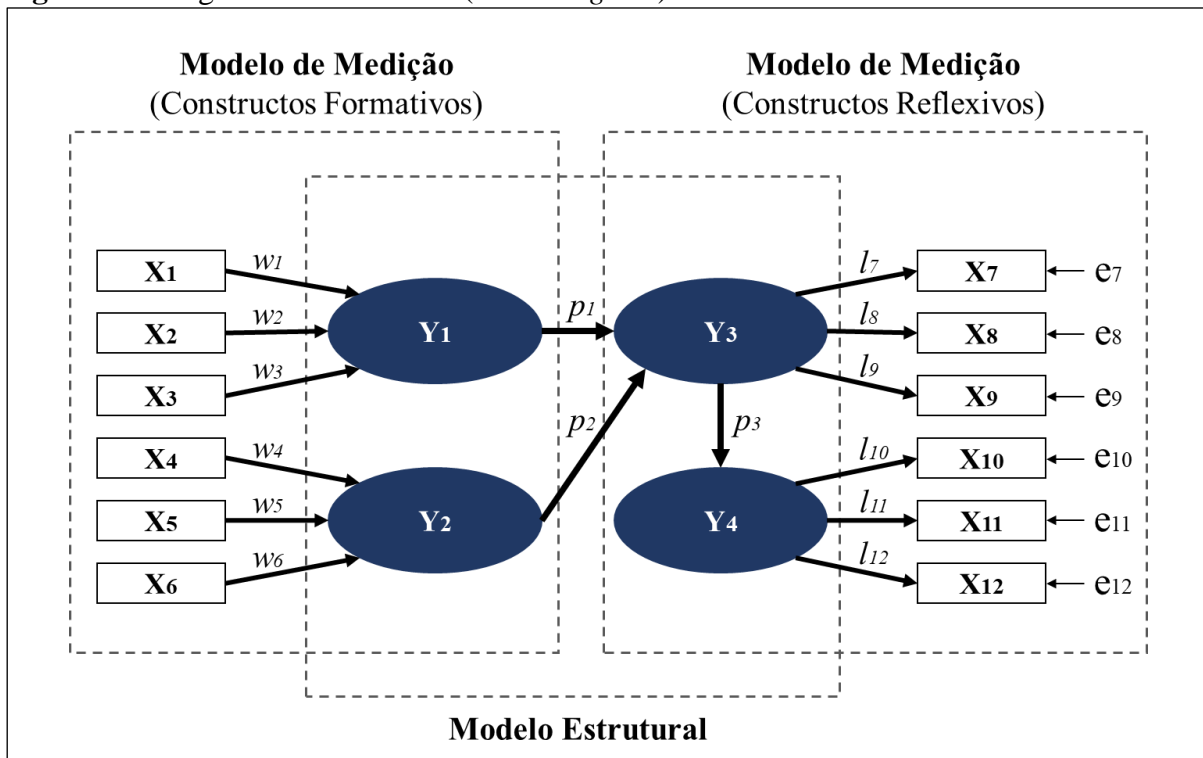 Modelo de Medição
(Constructos Formativos)
Modelo de Medição
(Constructos Reflexivos)
X1
w1
X2
w2
X3
w3
Y1
p1
Y3
l7
X7
e7
l8
X8
e8
l9
X9
e9
X4
w4
X5
w5
X6
w6
Y2
p2
p3
Y4
l10
X10
e10
l11
X11
e11
l12
X12
e12
Modelo Estrutural